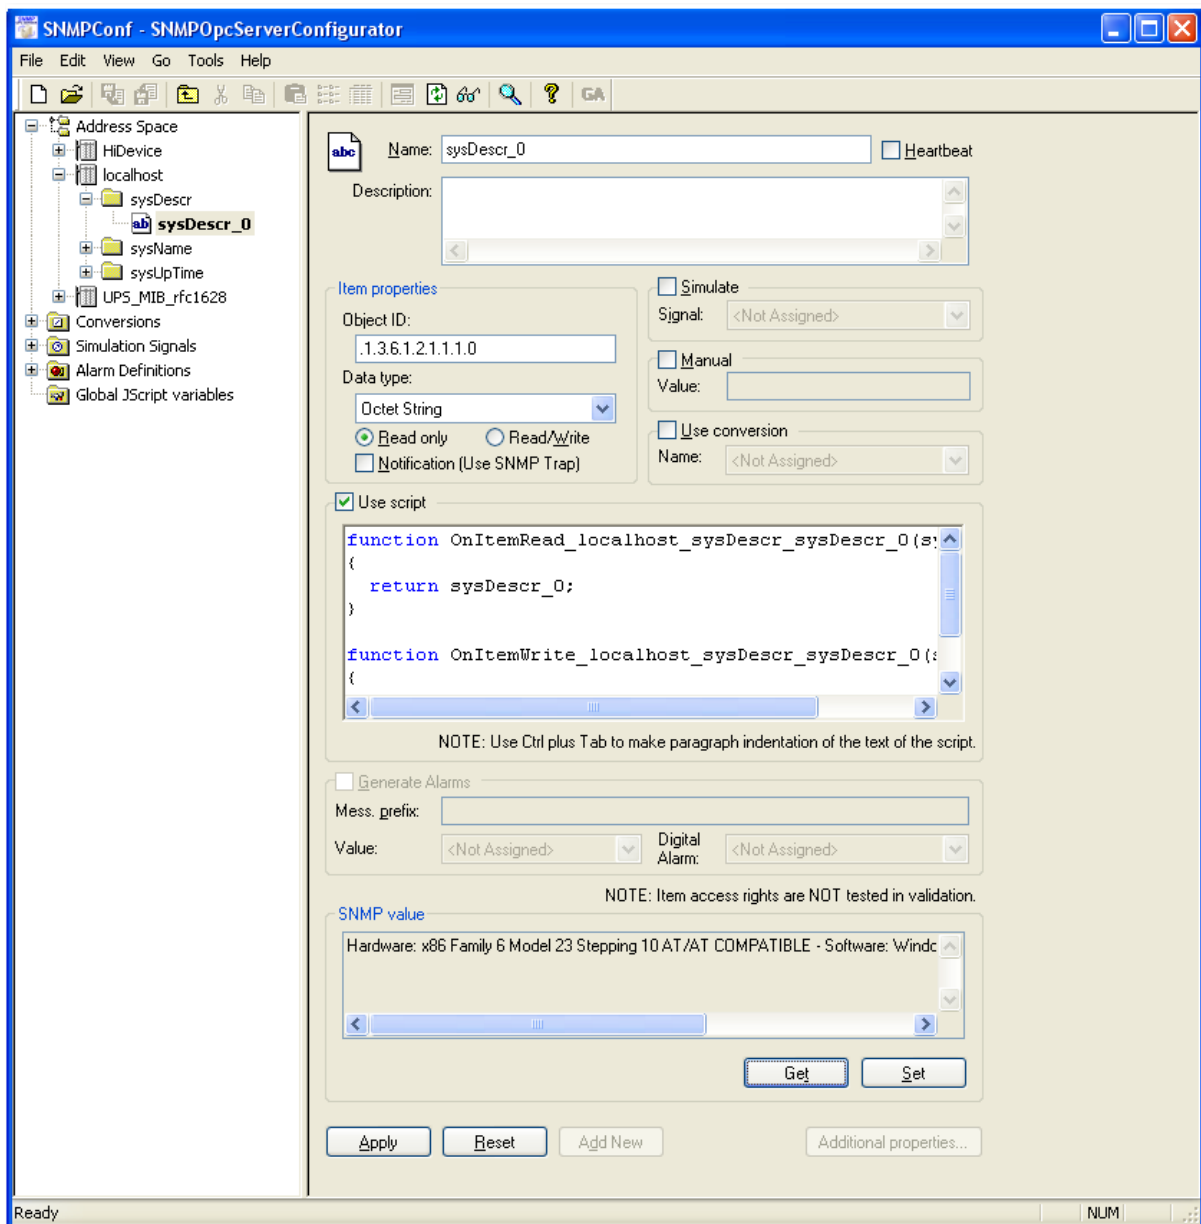 SNMPConf - SNMPOpcServerConfigurator
File Edit View Go Tools Help
GA
Address Space
HiDevice
localhost
sysDescr
ab sysDescr_0
sysName
sysUpTime
UPS_MIB_rfc1628
Conversions
Simulation Signals
Alarm Definitions
Global JScript variables
abc Name: sysDescr_0 Heartbeat
Description:
Item properties
Object ID:
.1.3.6.1.2.1.1.1.0
Data type:
Octet String
Read only Read/Write
Notification (Use SNMP Trap)
Simulate
Signal: <Not Assigned>
Manual
Value:
Use conversion
Name: <Not Assigned>
Use script
function OnItemRead_localhost_sysDescr_sysDescr_0(sy
{
return sysDescr_0;
}
function OnItemWrite_localhost_sysDescr_sysDescr_0(s
{
NOTE: Use Ctrl plus Tab to make paragraph indentation of the text of the script.
Generate Alarms
Mess. prefix:
Value: <Not Assigned> Digital Alarm: <Not Assigned>
NOTE: Item access rights are NOT tested in validation.
SNMP value
Hardware: x86 Family 6 Model 23 Stepping 10 AT/AT COMPATIBLE - Software: Windo
Get Set
Apply Reset Add New Additional properties...
Ready NUM